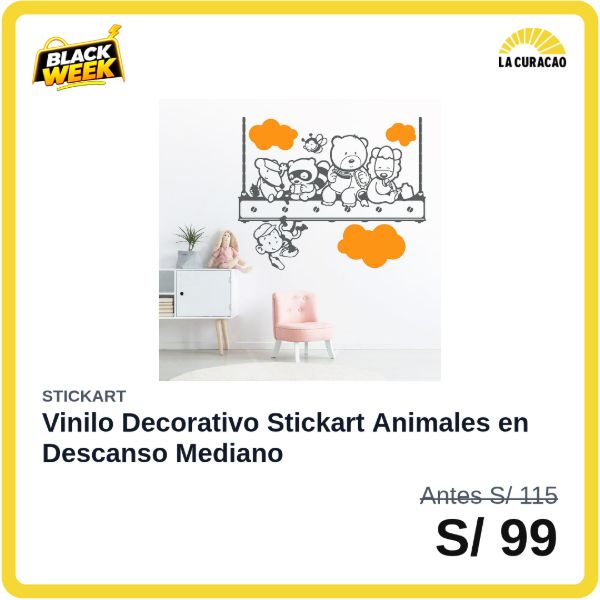 BLACK
WEEK
LA CURACAO
STICKART
Vinilo Decorativo Stickart Animales en
Descanso Mediano
Antes S/ 115
S/ 99